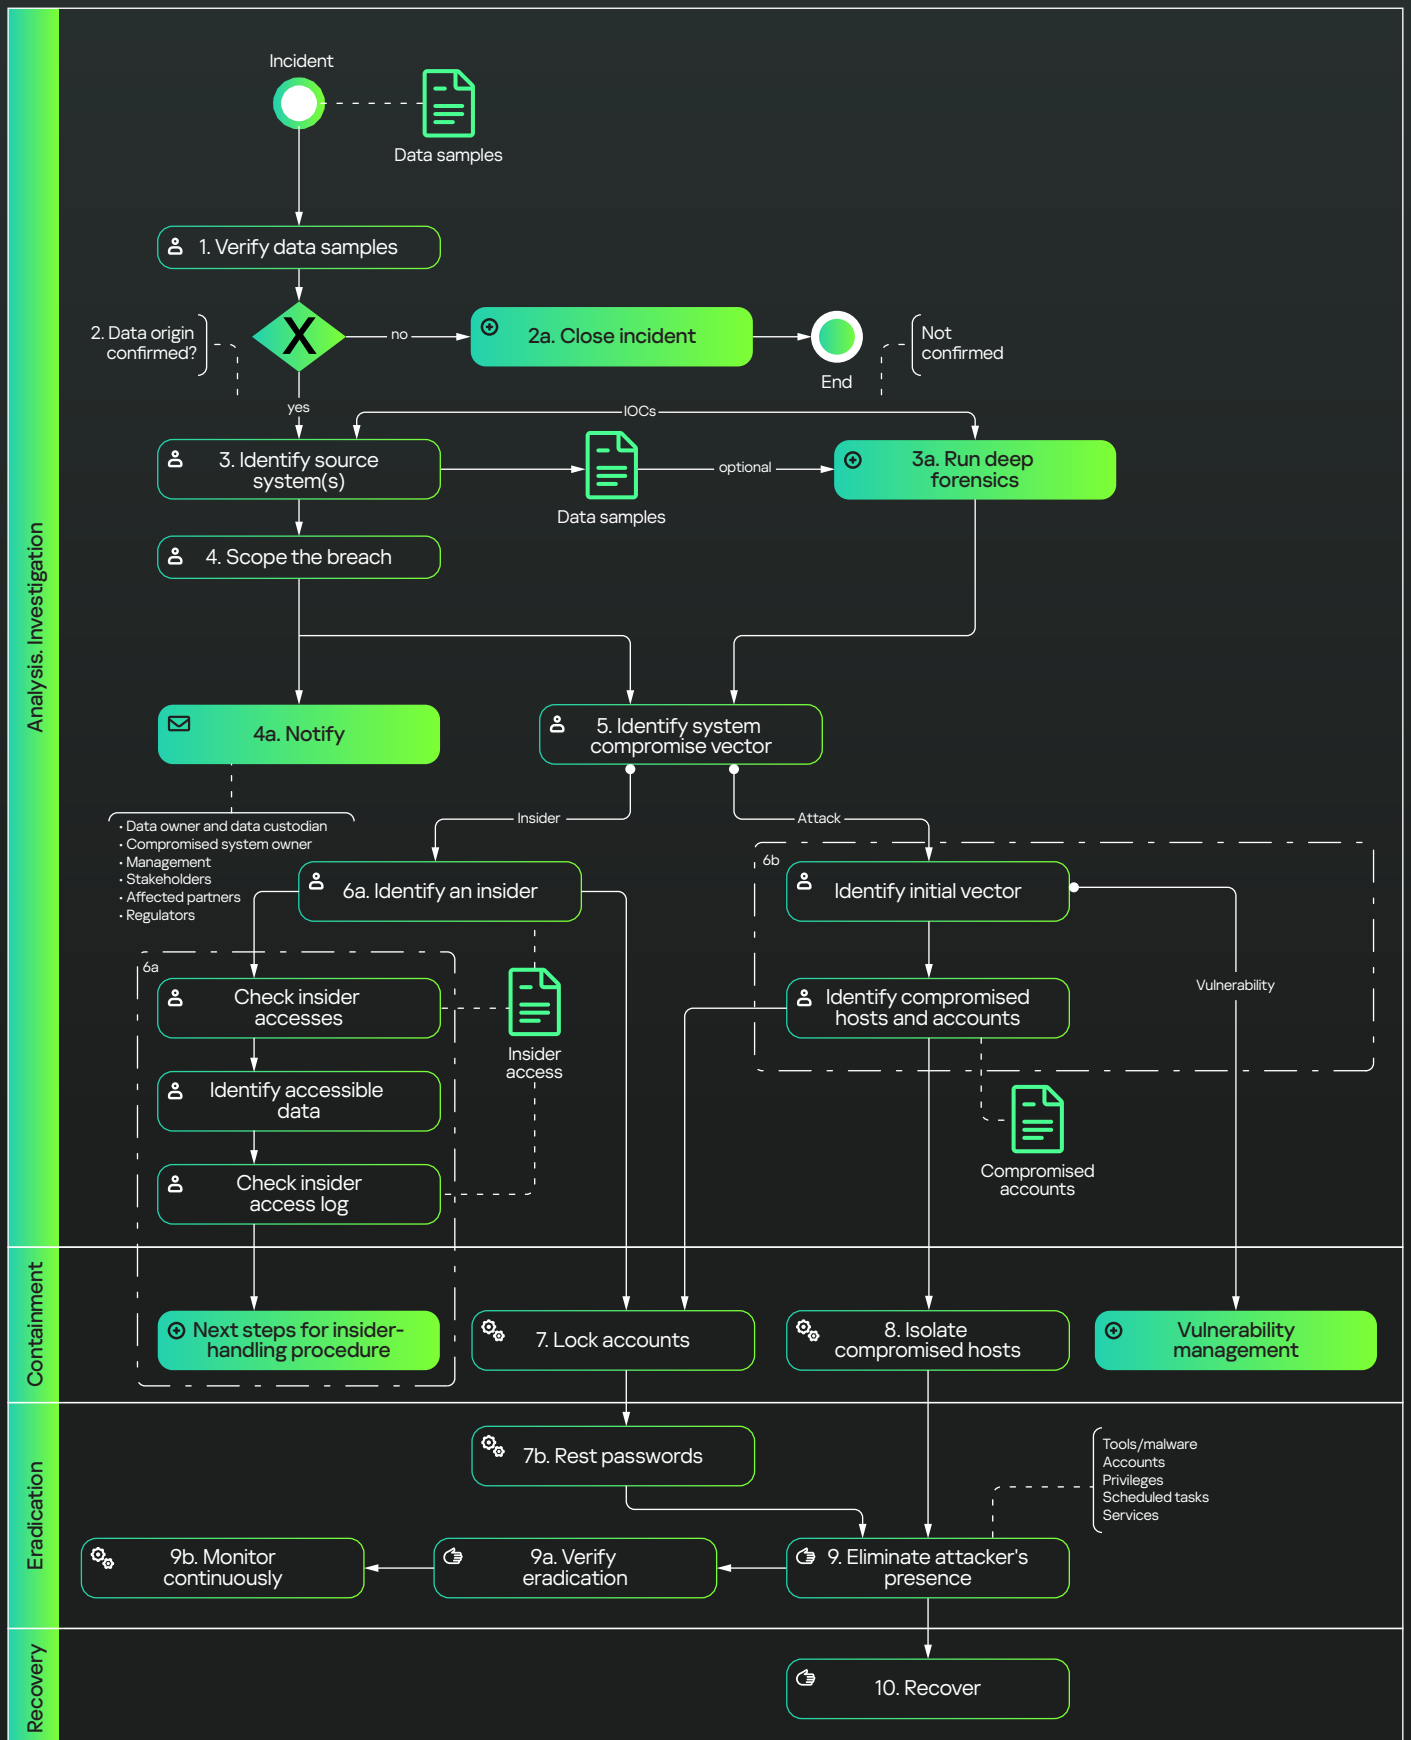 Incident
Data samples
1. Verify data samples
2. Data origin
confirmed?
X
no
2a. Close incident
End
Not
confirmed
yes
IOCs
3. Identify source
system(s)
Data samples
optional
3a. Run deep
forensics
4. Scope the breach
Analysis. Investigation
4a. Notify
5. Identify system
compromise vector
Insider
Attack
• Data owner and data custodian
• Compromised system owner
• Management
• Stakeholders
• Affected partners
• Regulators
6a. Identify an insider
6b
Identify initial vector
6a
Check insider
accesses
Insider
access
Identify compromised
hosts and accounts
Vulnerability
Identify accessible
data
Compromised
accounts
Check insider
access log
Containment
Next steps for insider-
handling procedure
7. Lock accounts
8. Isolate
compromised hosts
Vulnerability
management
Eradication
7b. Rest passwords
Tools/malware
Accounts
Privileges
Scheduled tasks
Services
9b. Monitor
continuously
9a. Verify
eradication
9. Eliminate attacker's
presence
Recovery
10. Recover